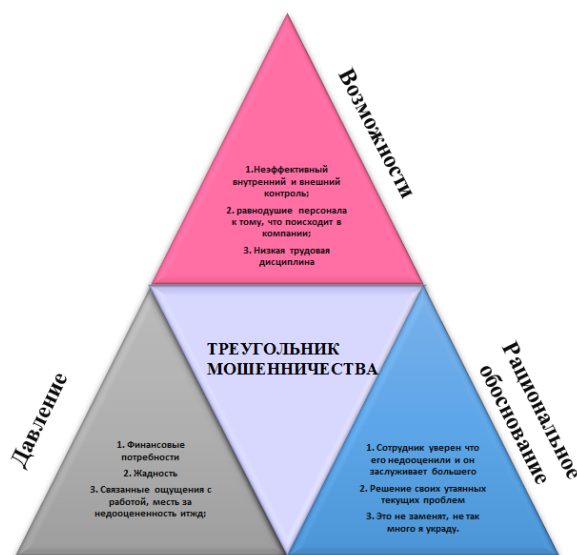 Возможности
1.Неэффективный
внутренний и внешний
контроль;
2. равнодушие персонала
к тому, что поисходит в
компании;
3. Низкая трудовая
дисциплина
ТРЕУГОЛЬНИК
МОШЕННИЧЕСТВА
Давление
1. Финансовые
потребности
2. Жадность
3. Связанные ощущения с
работой, месть за
недооцененность итжд;
Рациональное
обоснование
1. Сотрудник уверен что
его недооценили и он
заслуживает большего
2. Решение своих утаянных
текущих проблем
3. Это не заменят, не так
много я украду.